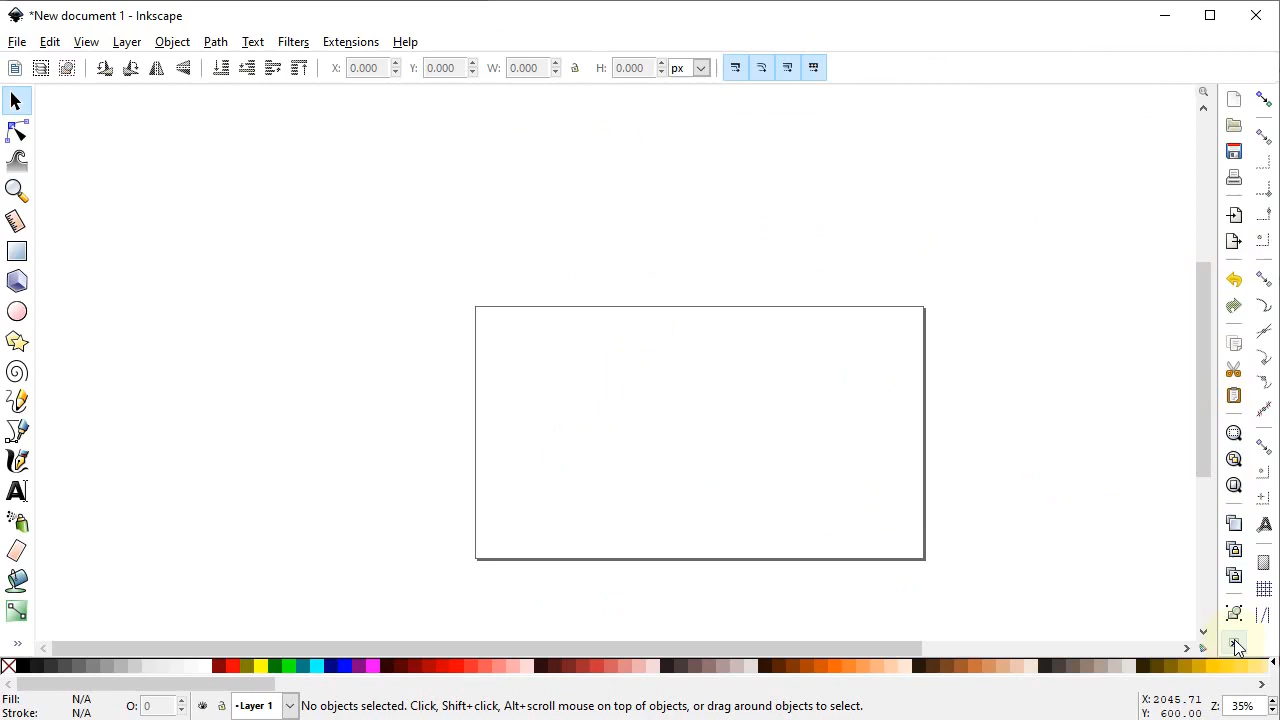 *New document 1 - Inkscape
File Edit View Layer Object Path Text Filters Extensions Help
X: 0.000 Y: 0.000 W: 0.000 H: 0.000 px
Fill: N/A
Stroke: N/A
O: 0
Layer 1
No objects selected. Click, Shift+click, Alt+scroll mouse on top of objects, or drag around objects to select.
X: 2045.71
Y: 600.00
Z: 35%